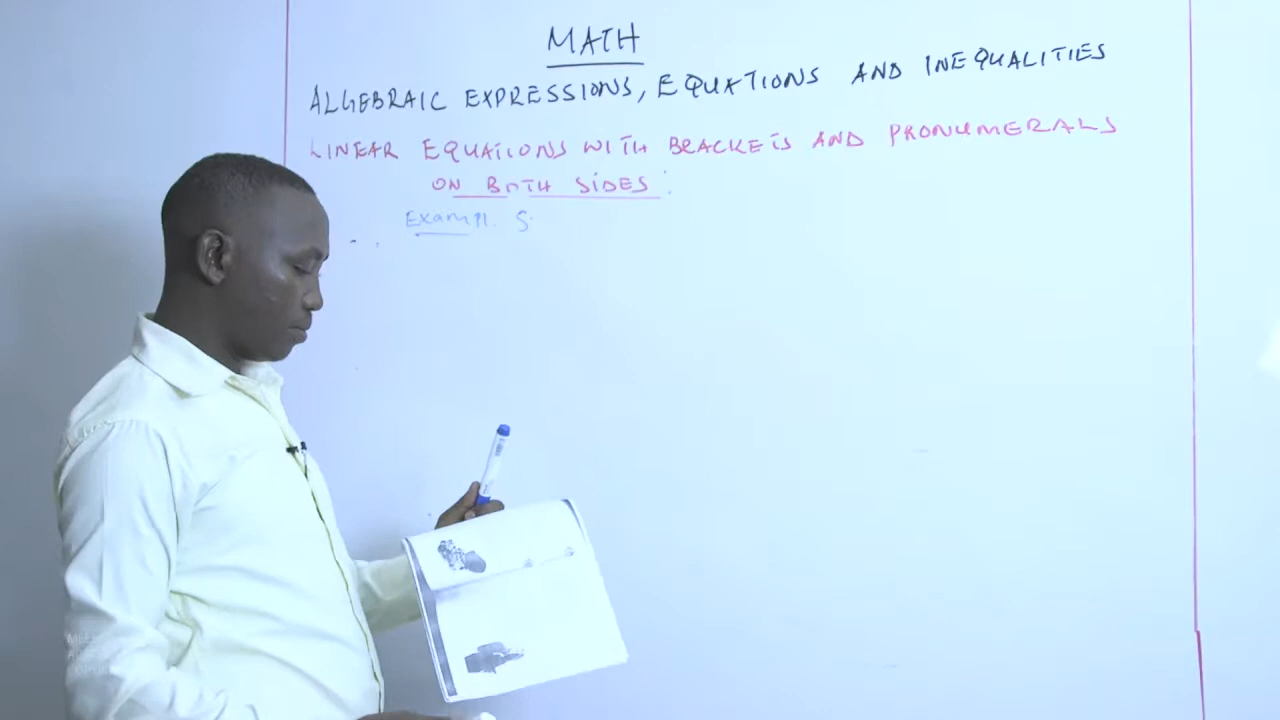 MATH
ALGEBRAIC EXPRESSIONS, EQUATIONS AND INEQUALITIES
LINEAR EQUATIONS WITH BRACKETS AND PRONUMERALS
ON BOTH SIDES: